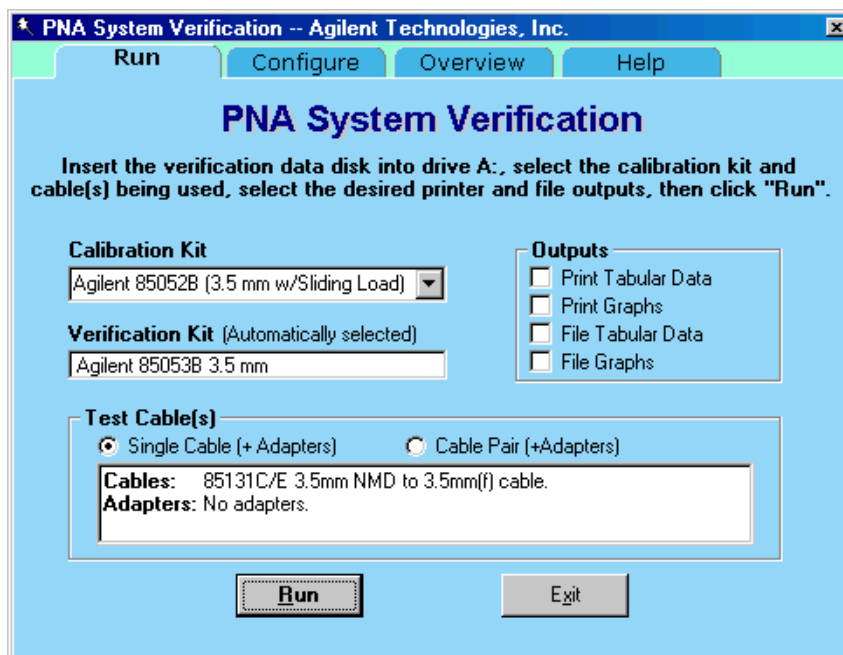 PNA System Verification -- Agilent Technologies, Inc.
Run
Configure
Overview
Help
PNA System Verification
Insert the verification data disk into drive A:, select the calibration kit and
cable(s) being used, select the desired printer and file outputs, then click "Run".
Calibration Kit
Agilent 85052B (3.5 mm w/Sliding Load)
Verification Kit (Automatically selected)
Agilent 85053B 3.5 mm
Outputs
Print Tabular Data
Print Graphs
File Tabular Data
File Graphs
Test Cable(s)
Single Cable (+ Adapters)
Cable Pair (+Adapters)
Cables: 85131C/E 3.5mm NMD to 3.5mm(f) cable.
Adapters: No adapters.
Run
Exit